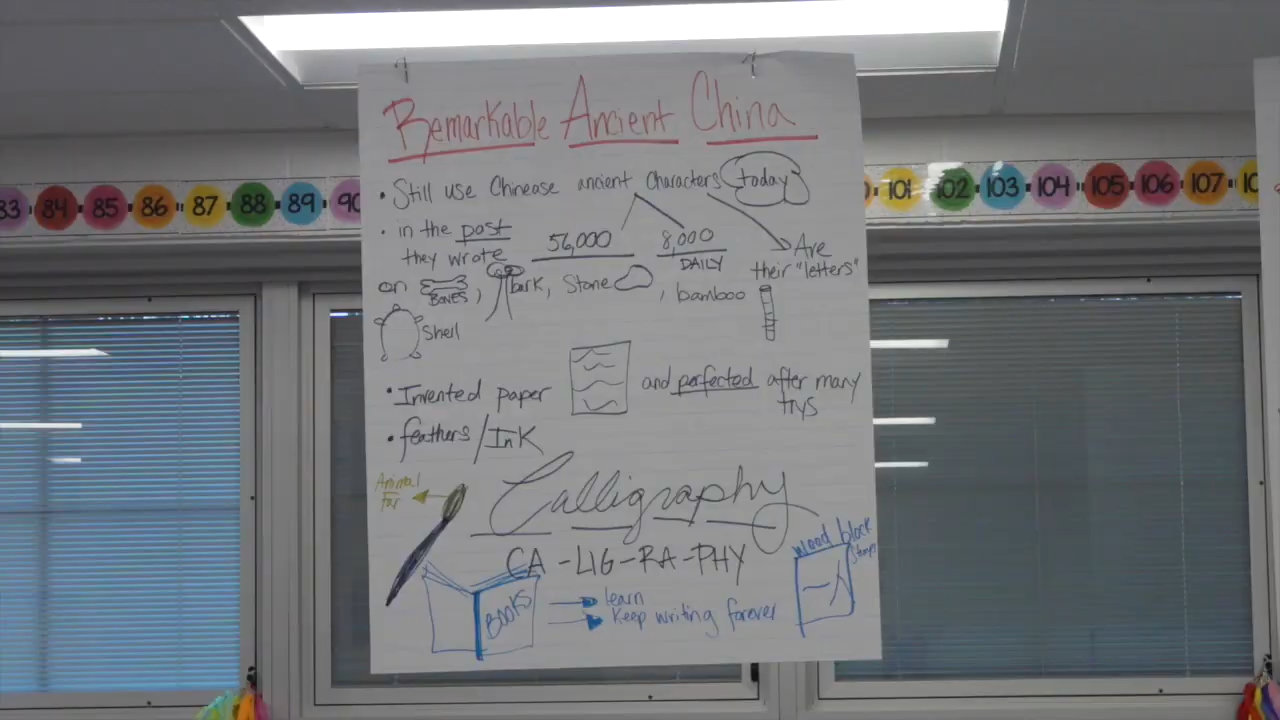 Remarkable Ancient China
• Still use Chinease ancient characters today
• in the past
they wrote
56,000
8,000
DAILY
Are
their "letters"
on BONES, bark, Stone, bamboo
Shell
• Invented paper and perfected after many
trys
• feathers/InK
Animal
fur
Calligraphy
CA-LIG-RA-PHY
wood block
stamps
BOOKS
learn
Keep writing forever
83 84 85 86 87 88 89 90
101 102 103 104 105 106 107 10